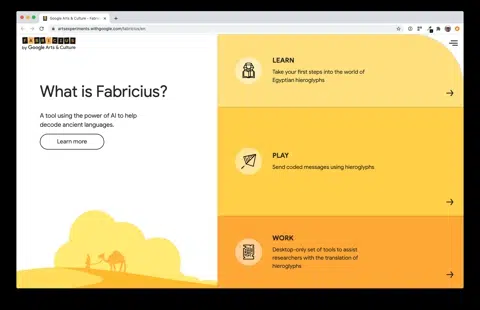 Google Arts & Culture - Fabric
artsexperiments.withgoogle.com/fabricius/en
FABRICIUS
by Google Arts & Culture
What is Fabricius?
A tool using the power of AI to help
decode ancient languages.
Learn more
LEARN
Take your first steps into the world of
Egyptian hieroglyphs.
PLAY
Send coded messages using hieroglyphs.
WORK
Desktop-only set of tools to assist
researchers with the translation of
hieroglyphs.